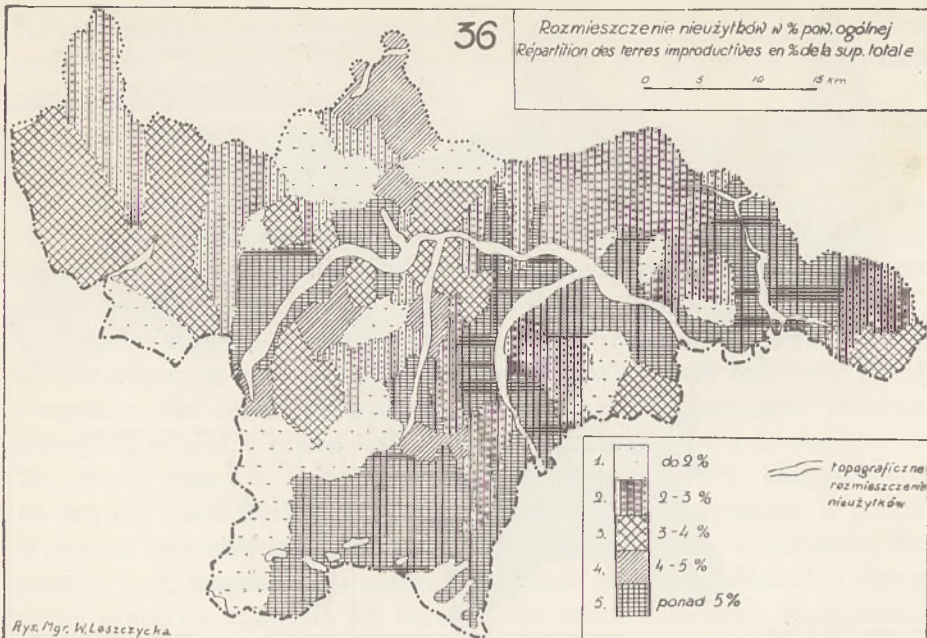 36
Rozmieszczenie nieużytków w % pow. ogólnej
Répartition des terres improductives en % de la sup. totale
0 5 10 15 km
1. do 2%
2. 2-3 %
3. 3-4 %
4. 4-5 %
5. ponad 5%
topograficzne
rozmieszczenie
nieużytków
Rys. Mgr. W. Leszczycka